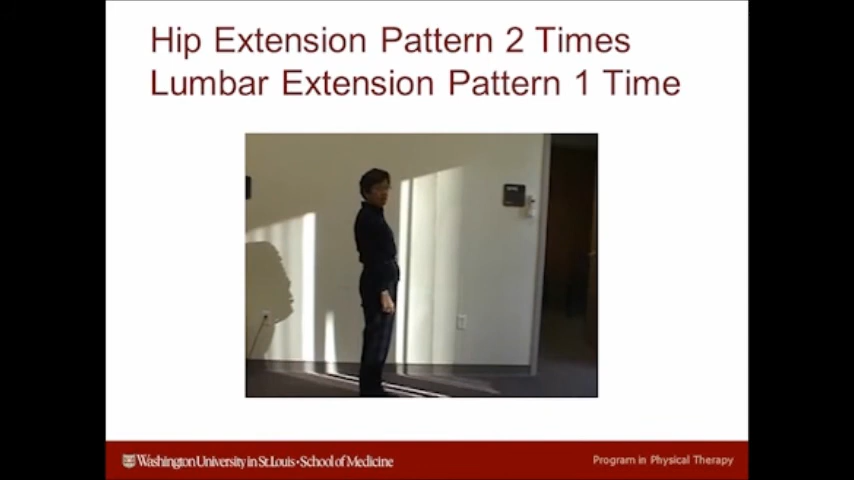 Hip Extension Pattern 2 Times
Lumbar Extension Pattern 1 Time
Washington University in St. Louis • School of Medicine
Program in Physical Therapy